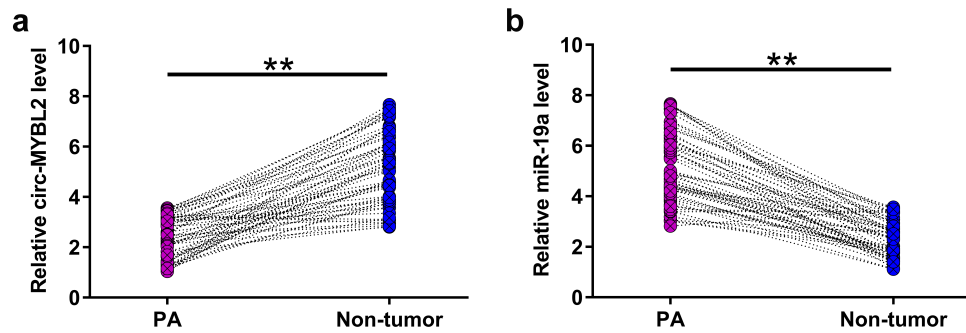 a
Relative circ-MYBL2 level
10
8
6
4
2
0
**
PA
Non-tumor
b
Relative miR-19a level
10
8
6
4
2
0
**
PA
Non-tumor